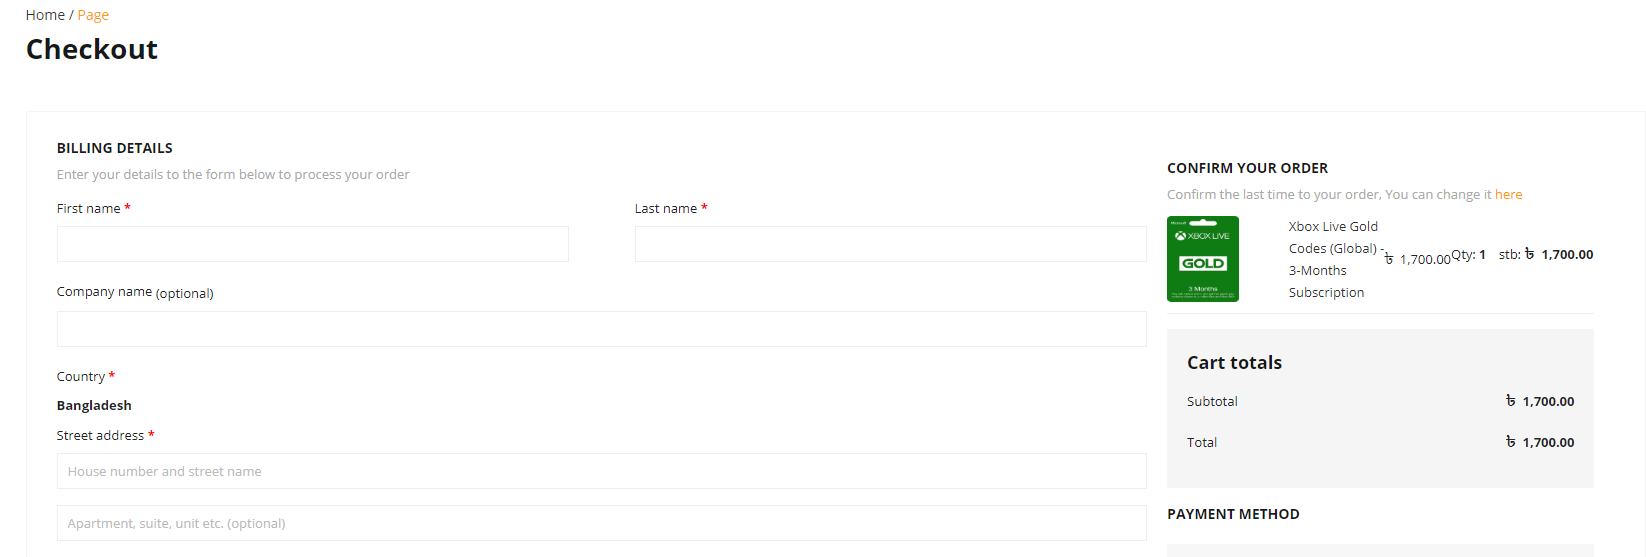 Home / Page
Checkout
BILLING DETAILS
Enter your details to the form below to process your order
First name *
Last name *
Company name (optional)
Country *
Bangladesh
Street address *
House number and street name
Apartment, suite, unit etc. (optional)
CONFIRM YOUR ORDER
Confirm the last time to your order, You can change it here
XBOX LIVE
GOLD
3 Months
Xbox Live Gold
Codes (Global) -
3-Months
Subscription
৳ 1,700.00
Qty: 1
stb: ৳ 1,700.00
Cart totals
Subtotal ৳ 1,700.00
Total ৳ 1,700.00
PAYMENT METHOD